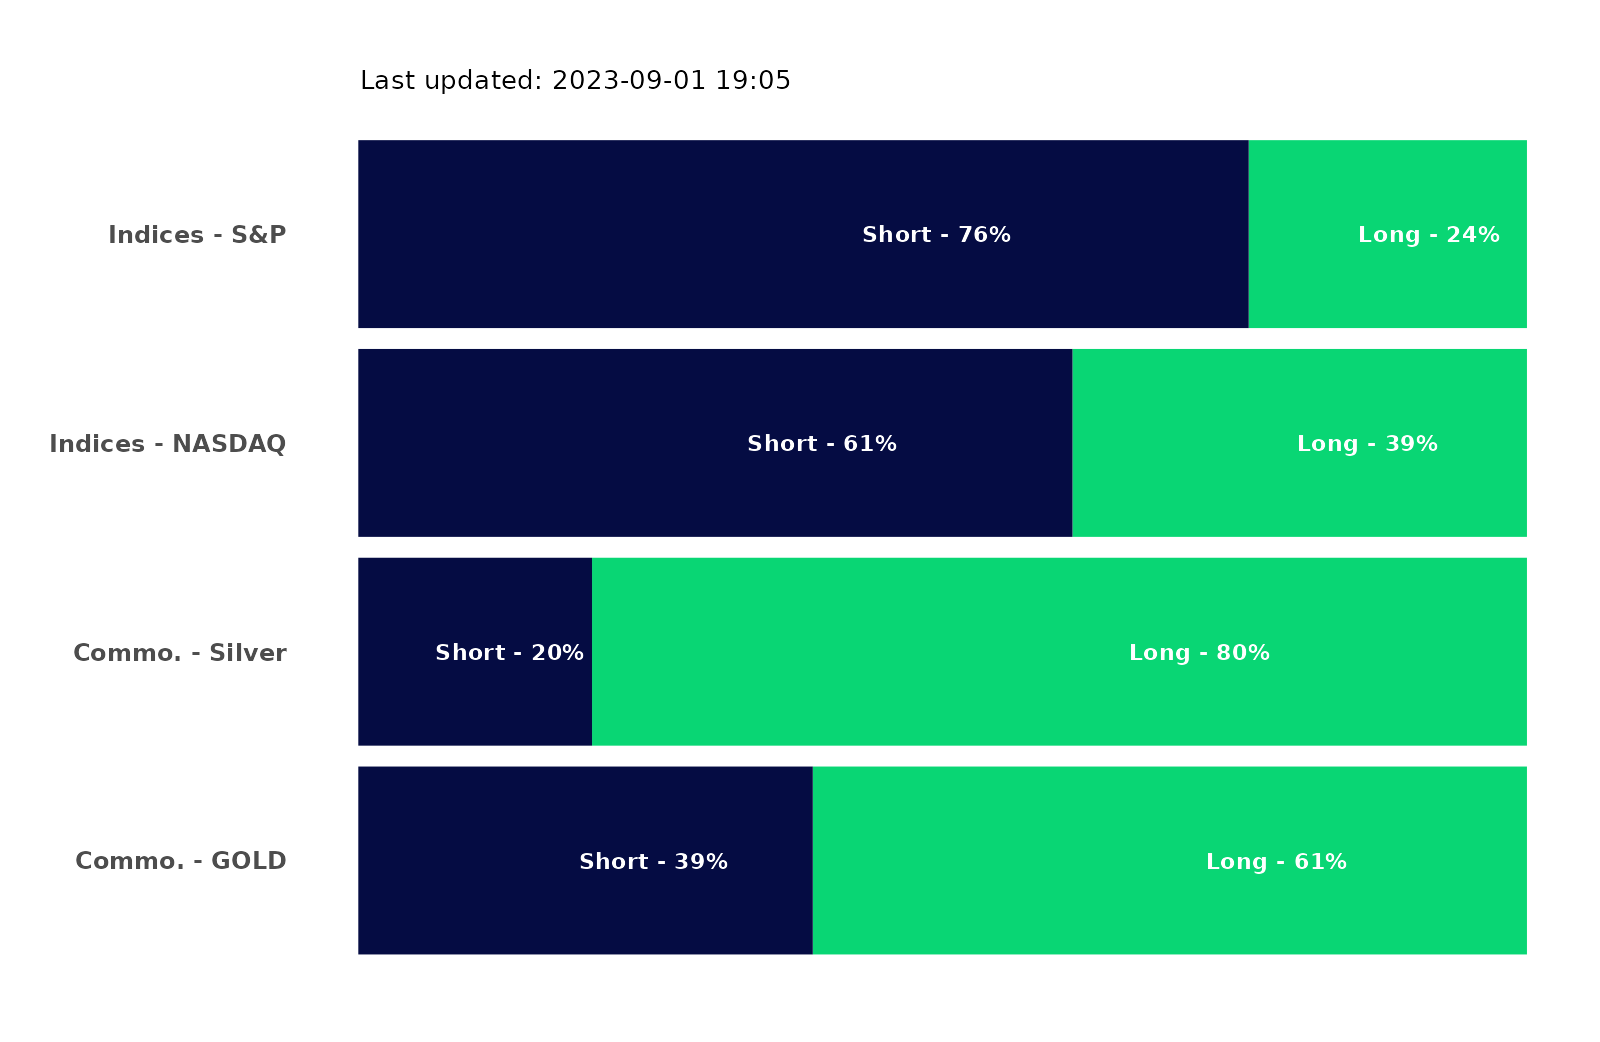 Last updated: 2023-09-01 19:05
Indices - S&P Short - 76% Long - 24%
Indices - NASDAQ Short - 61% Long - 39%
Commo. - Silver Short - 20% Long - 80%
Commo. - GOLD Short - 39% Long - 61%